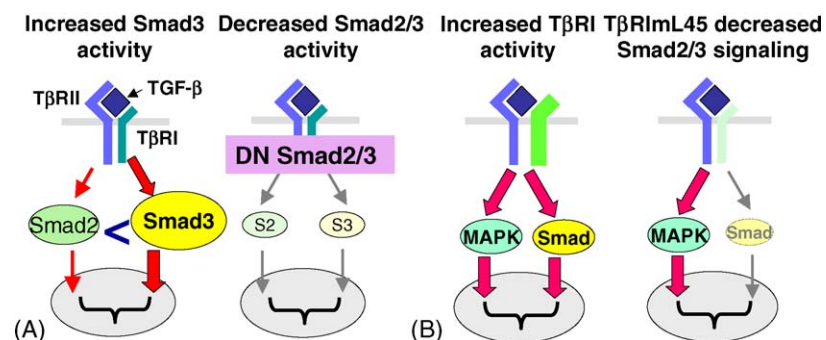 Increased Smad3
activity
Decreased Smad2/3
activity
Increased TβRI
activity
TβRImL45 decreased
Smad2/3 signaling
TβRII
TGF-β
TβRI
DN Smad2/3
Smad2
<
Smad3
S2
S3
MAPK
Smad
MAPK
Smad
(A)
(B)